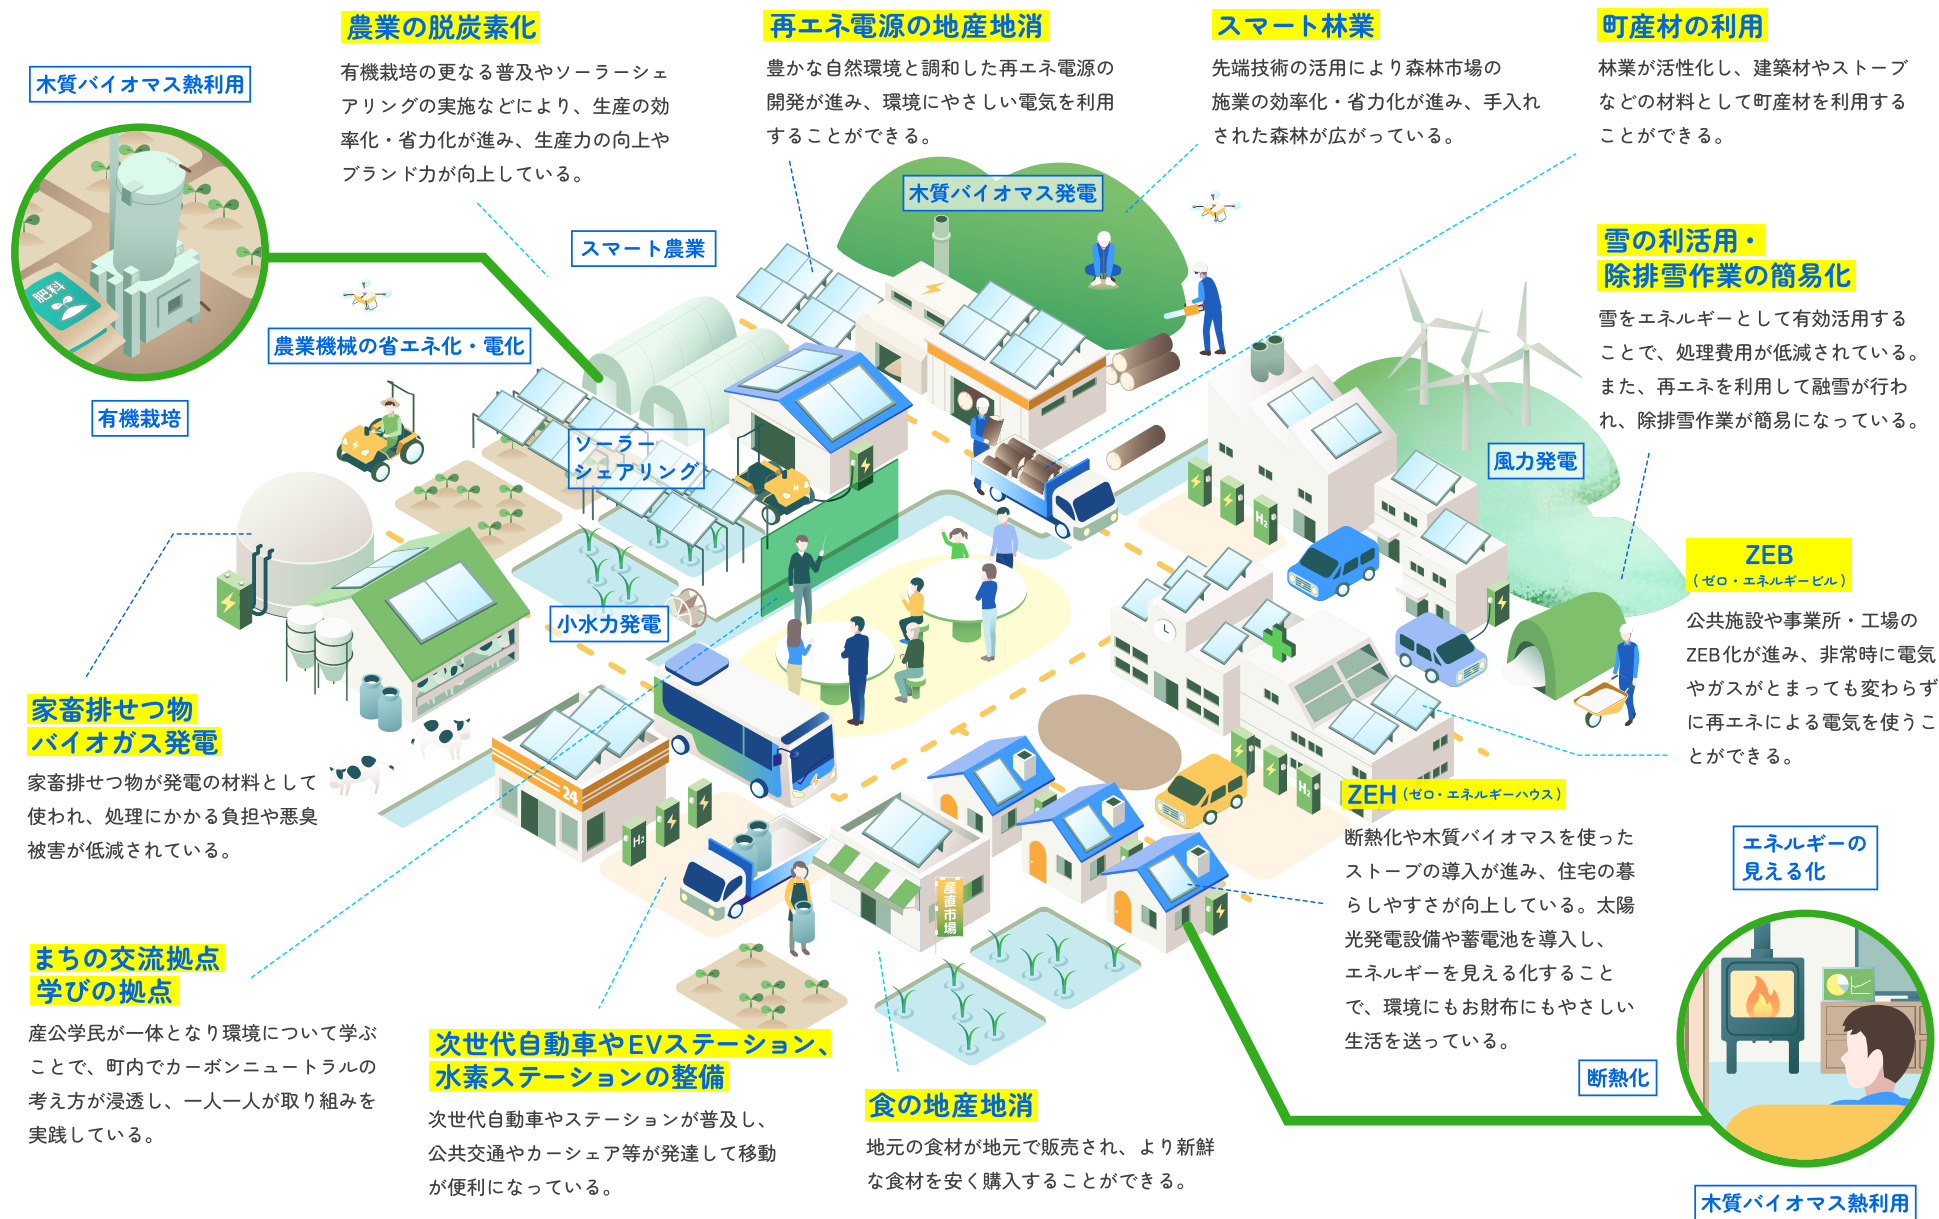 農業の脱炭素化
有機栽培の更なる普及やソーラーシェ
アリングの実施などにより、生産の効
率化・省力化が進み、生産力の向上や
ブランド力が向上している。
再エネ電源の地産地消
豊かな自然環境と調和した再エネ電源の
開発が進み、環境にやさしい電気を利用
することができる。
スマート林業
先端技術の活用により森林市場の
施業の効率化・省力化が進み、手入れ
された森林が広がっている。
町産材の利用
林業が活性化し、建築材やストーブ
などの材料として町産材を利用する
ことができる。
木質バイオマス熱利用
肥料
有機栽培
スマート農業
農業機械の省エネ化・電化
木質バイオマス発電
ソーラー
シェアリング
小水力発電
風力発電
雪の利活用・
除排雪作業の簡易化
雪をエネルギーとして有効活用する
ことで、処理費用が低減されている。
また、再エネを利用して融雪が行わ
れ、除排雪作業が簡易になっている。
ZEB
(ゼロ・エネルギービル)
公共施設や事業所・工場の
ZEB化が進み、非常時に電気
やガスがとまっても変わらず
に再エネによる電気を使うこ
とができる。
家畜排せつ物
バイオガス発電
家畜排せつ物が発電の材料として
使われ、処理にかかる負担や悪臭
被害が低減されている。
H2
24
H2
H2
産直市場
ZEH(ゼロ・エネルギーハウス)
断熱化や木質バイオマスを使った
ストーブの導入が進み、住宅の暮
らしやすさが向上している。太陽
光発電設備や蓄電池を導入し、
エネルギーを見える化すること
で、環境にもお財布にもやさしい
生活を送っている。
エネルギーの
見える化
断熱化
木質バイオマス熱利用
まちの交流拠点
学びの拠点
産公学民が一体となり環境について学ぶ
ことで、町内でカーボンニュートラルの
考え方が浸透し、一人一人が取り組みを
実践している。
次世代自動車やEVステーション、
水素ステーションの整備
次世代自動車やステーションが普及し、
公共交通やカーシェア等が発達して移動
が便利になっている。
食の地産地消
地元の食材が地元で販売され、より新鮮
な食材を安く購入することができる。